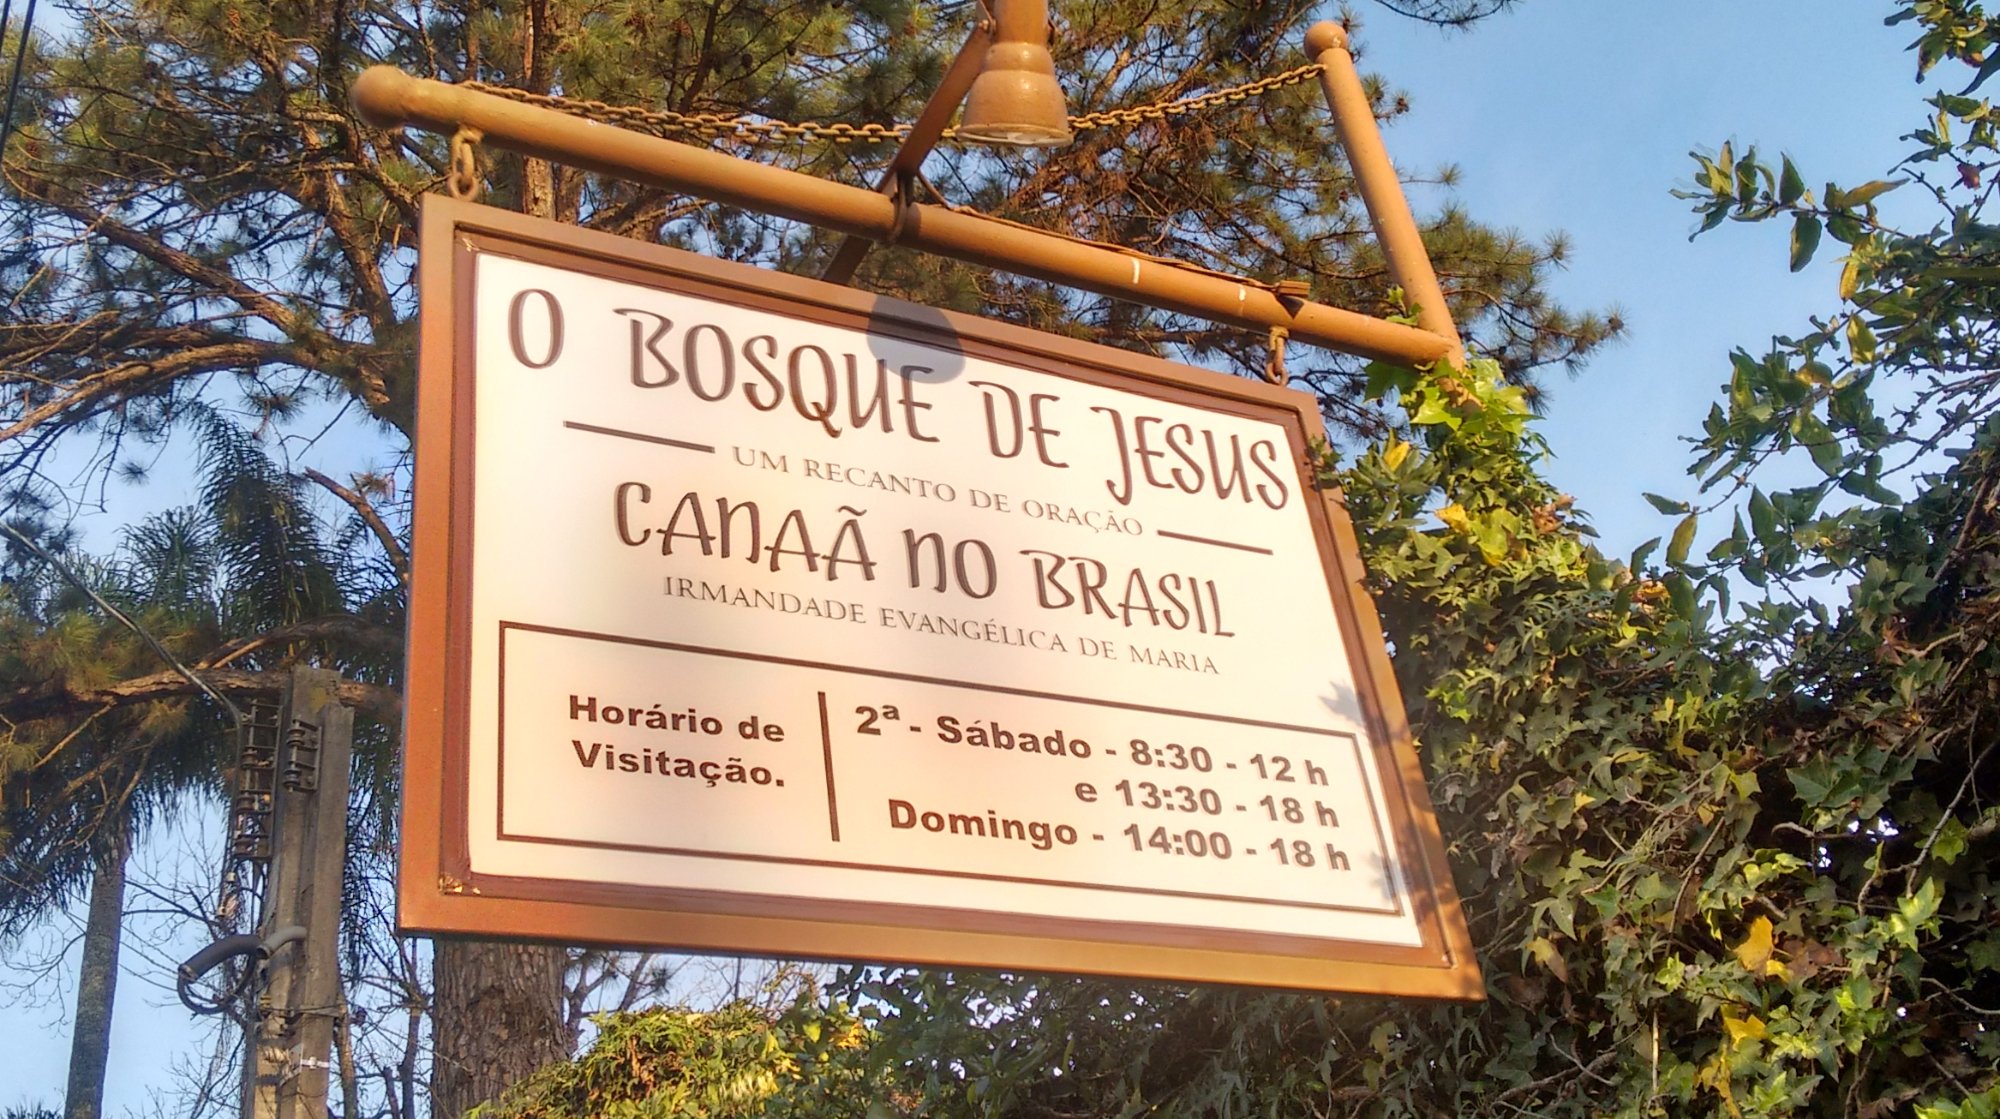 O BOSQUE DE JESUS
UM RECANTO DE ORAÇÃO
CANAÃ NO BRASIL
IRMANDADE EVANGÉLICA DE MARIA
Horário de
Visitação.
2ª - Sábado - 8:30 - 12 h
e 13:30 - 18 h
Domingo - 14:00 - 18 h